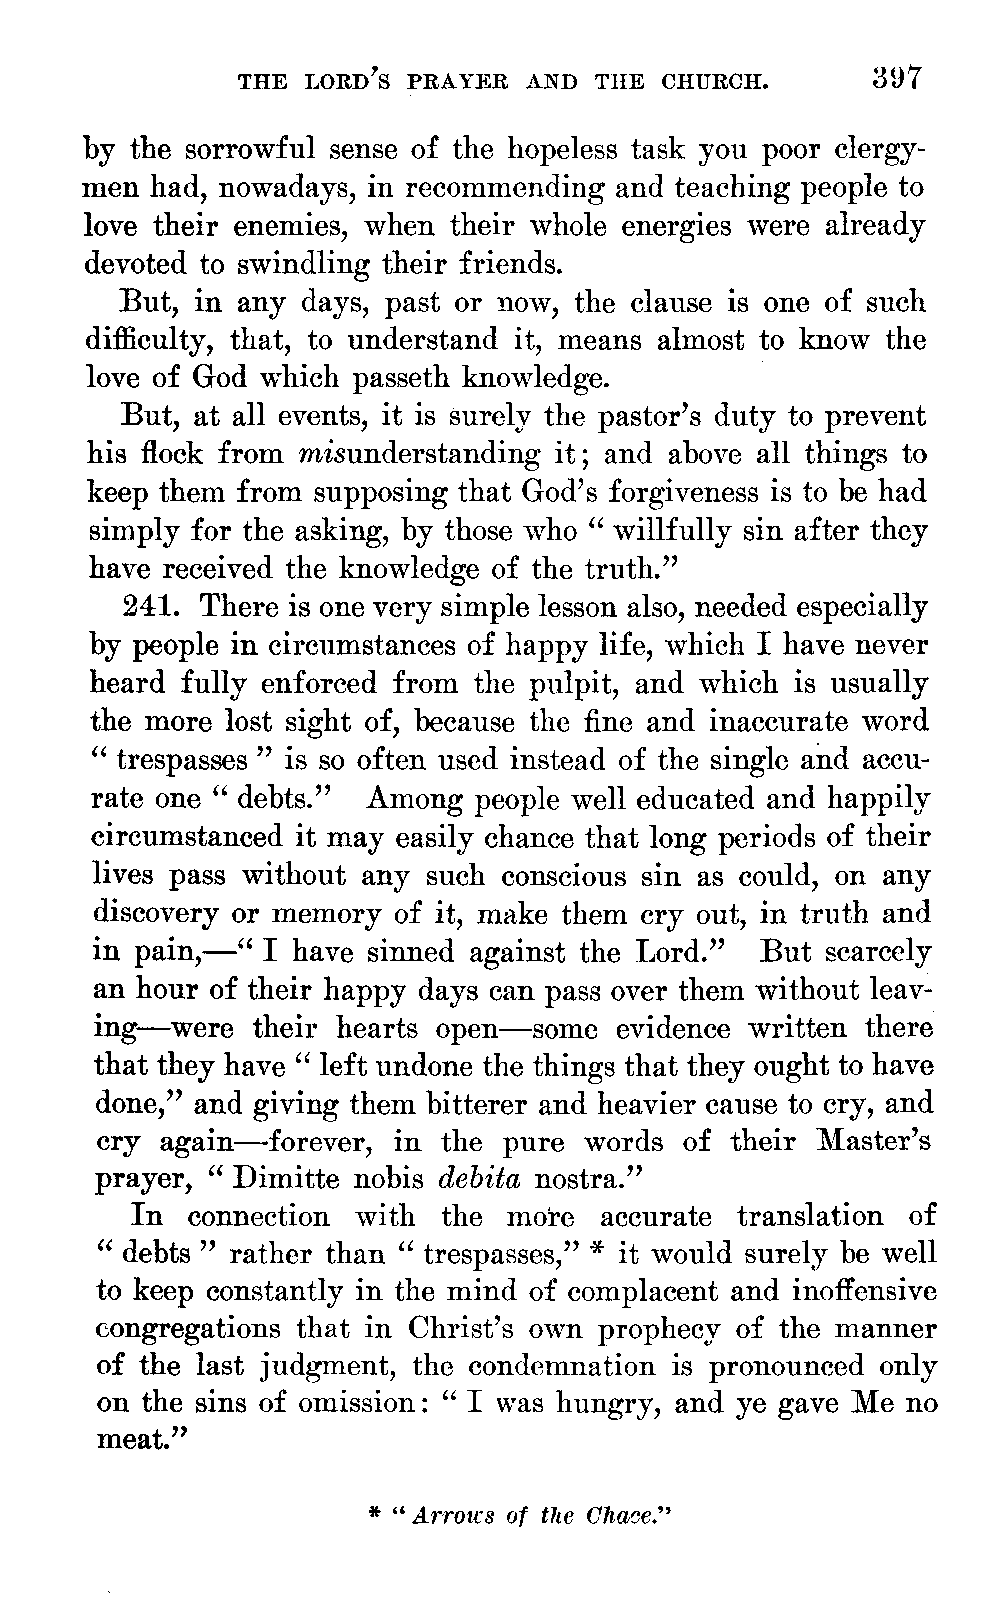 THE LORD'S PRAYER AND THE CHURCH. 397
by the sorrowful sense of the hopeless task you poor clergy-
men had, nowadays, in recommending and teaching people to
love their enemies, when their whole energies were already
devoted to swindling their friends.
But, in any days, past or now, the clause is one of such
difficulty, that, to understand it, means almost to know the
love of God which passeth knowledge.
But, at all events, it is surely the pastor's duty to prevent
his flock from misunderstanding it; and above all things to
keep them from supposing that God's forgiveness is to be had
simply for the asking, by those who " willfully sin after they
have received the knowledge of the truth."
241. There is one very simple lesson also, needed especially
by people in circumstances of happy life, which I have never
heard fully enforced from the pulpit, and which is usually
the more lost sight of, because the fine and inaccurate word
" trespasses " is so often used instead of the single and accu-
rate one " debts." Among people well educated and happily
circumstanced it may easily chance that long periods of their
lives pass without any such conscious sin as could, on any
discovery or memory of it, make them cry out, in truth and
in pain,—" I have sinned against the Lord." But scarcely
an hour of their happy days can pass over them without leav-
ing—were their hearts open—some evidence written there
that they have " left undone the things that they ought to have
done," and giving them bitterer and heavier cause to cry, and
cry again—forever, in the pure words of their Master's
prayer, " Dimitte nobis debita nostra."
In connection with the more accurate translation of
" debts " rather than " trespasses," * it would surely be well
to keep constantly in the mind of complacent and inoffensive
congregations that in Christ's own prophecy of the manner
of the last judgment, the condemnation is pronounced only
on the sins of omission: " I was hungry, and ye gave Me no
meat."
* " Arrows of the Chace."